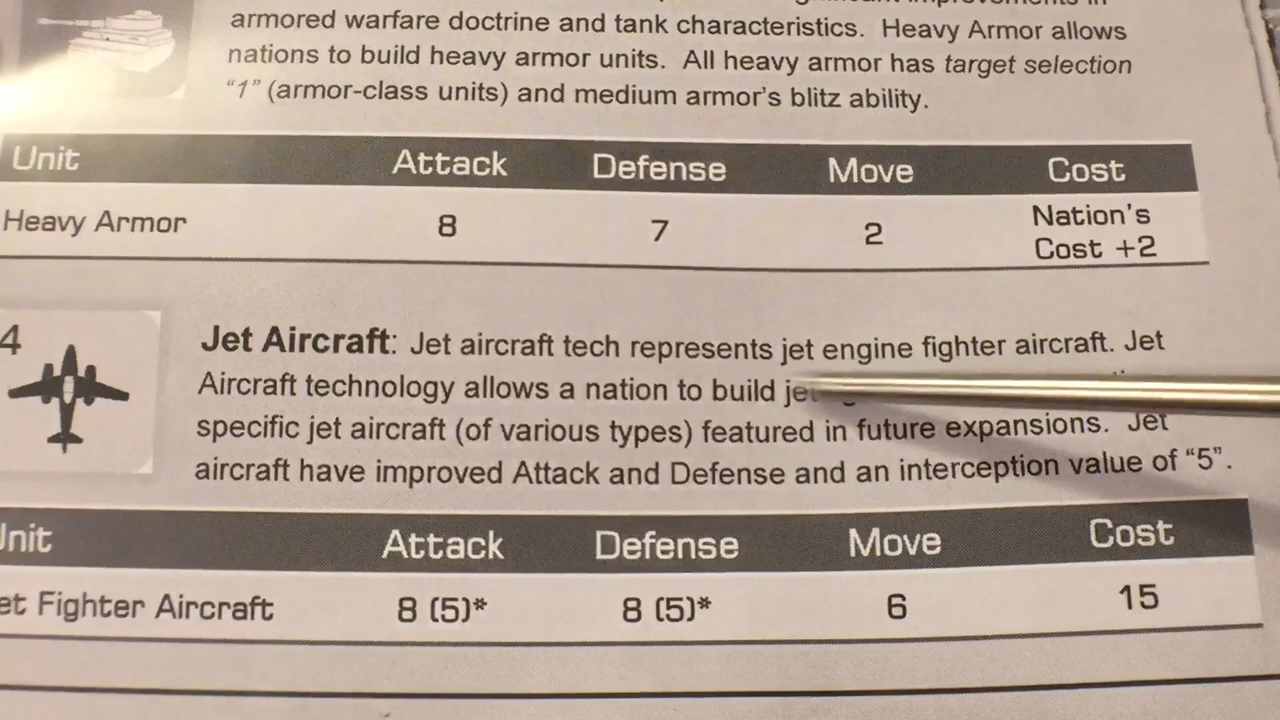 armored warfare doctrine and tank characteristics. Heavy Armor allows
nations to build heavy armor units. All heavy armor has target selection
“1” (armor-class units) and medium armor’s blitz ability.
Unit Attack Defense Move Cost
Heavy Armor 8 7 2 Nation's
Cost +2
4
Jet Aircraft: Jet aircraft tech represents jet engine fighter aircraft. Jet
Aircraft technology allows a nation to build
specific jet aircraft (of various types) featured in future expansions. Jet
aircraft have improved Attack and Defense and an interception value of “5”.
Unit Attack Defense Move Cost
et Fighter Aircraft 8 (5)* 8 (5)* 6 15